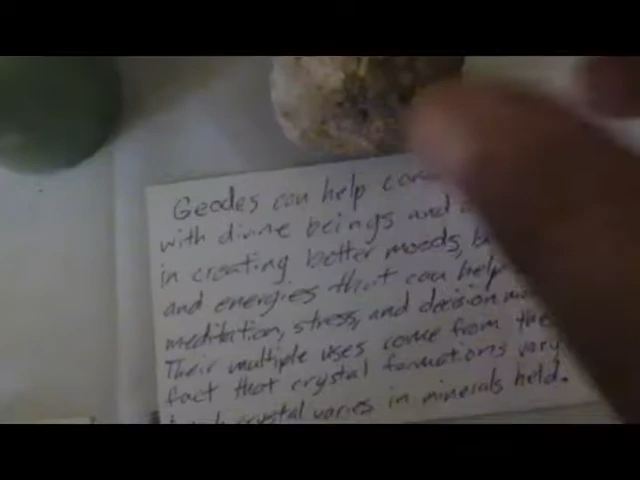 Geodes can help
with divine beings and
in creating better moods,
and energies that can help
meditation, stress, and decision
Their multiple uses come from the
fact that crystal formations vary
crystal varies in minerals held.